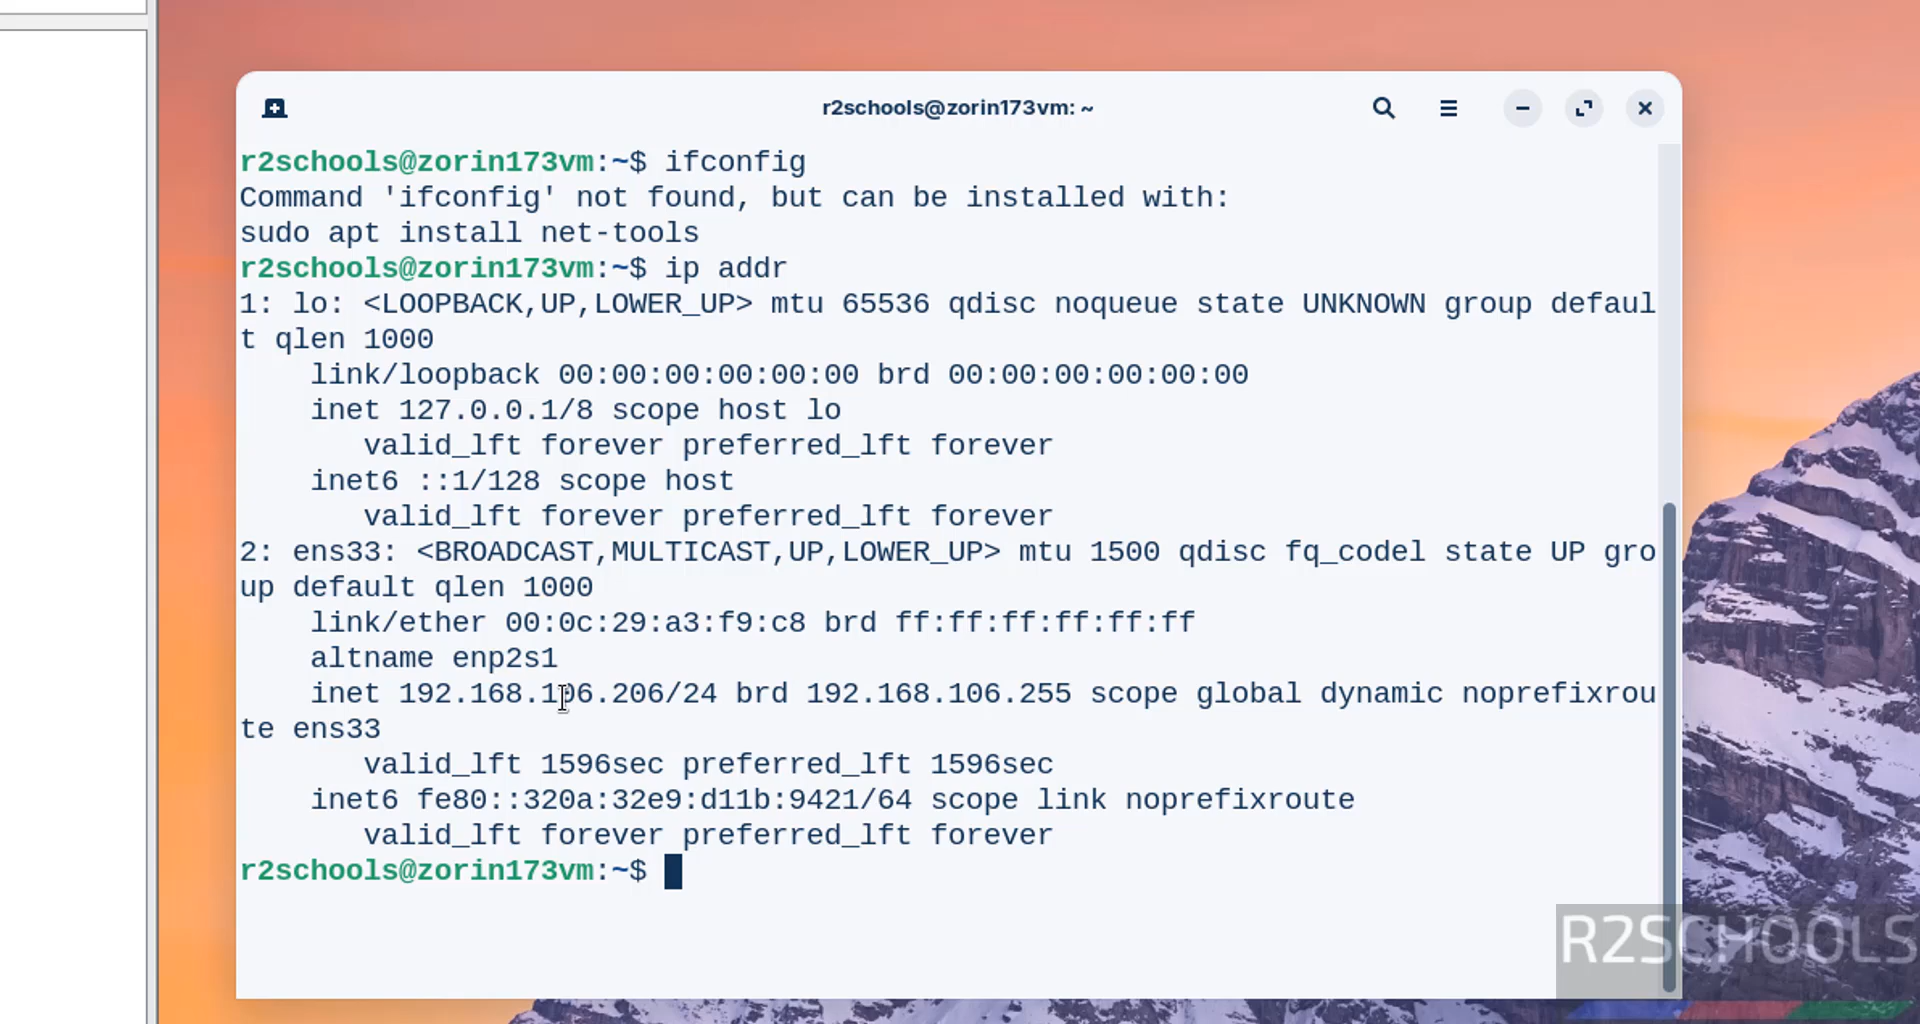 r2schools@zorin173vm: ~
r2schools@zorin173vm:~$ ifconfig
Command 'ifconfig' not found, but can be installed with:
sudo apt install net-tools
r2schools@zorin173vm:~$ ip addr
1: lo: <LOOPBACK,UP,LOWER_UP> mtu 65536 qdisc noqueue state UNKNOWN group defaul
t qlen 1000
    link/loopback 00:00:00:00:00:00 brd 00:00:00:00:00:00
    inet 127.0.0.1/8 scope host lo
       valid_lft forever preferred_lft forever
    inet6 ::1/128 scope host
       valid_lft forever preferred_lft forever
2: ens33: <BROADCAST,MULTICAST,UP,LOWER_UP> mtu 1500 qdisc fq_codel state UP gro
up default qlen 1000
    link/ether 00:0c:29:a3:f9:c8 brd ff:ff:ff:ff:ff:ff
    altname enp2s1
    inet 192.168.106.206/24 brd 192.168.106.255 scope global dynamic noprefixrou
te ens33
       valid_lft 1596sec preferred_lft 1596sec
    inet6 fe80::320a:32e9:d11b:9421/64 scope link noprefixroute
       valid_lft forever preferred_lft forever
r2schools@zorin173vm:~$
R2SCHOOLS